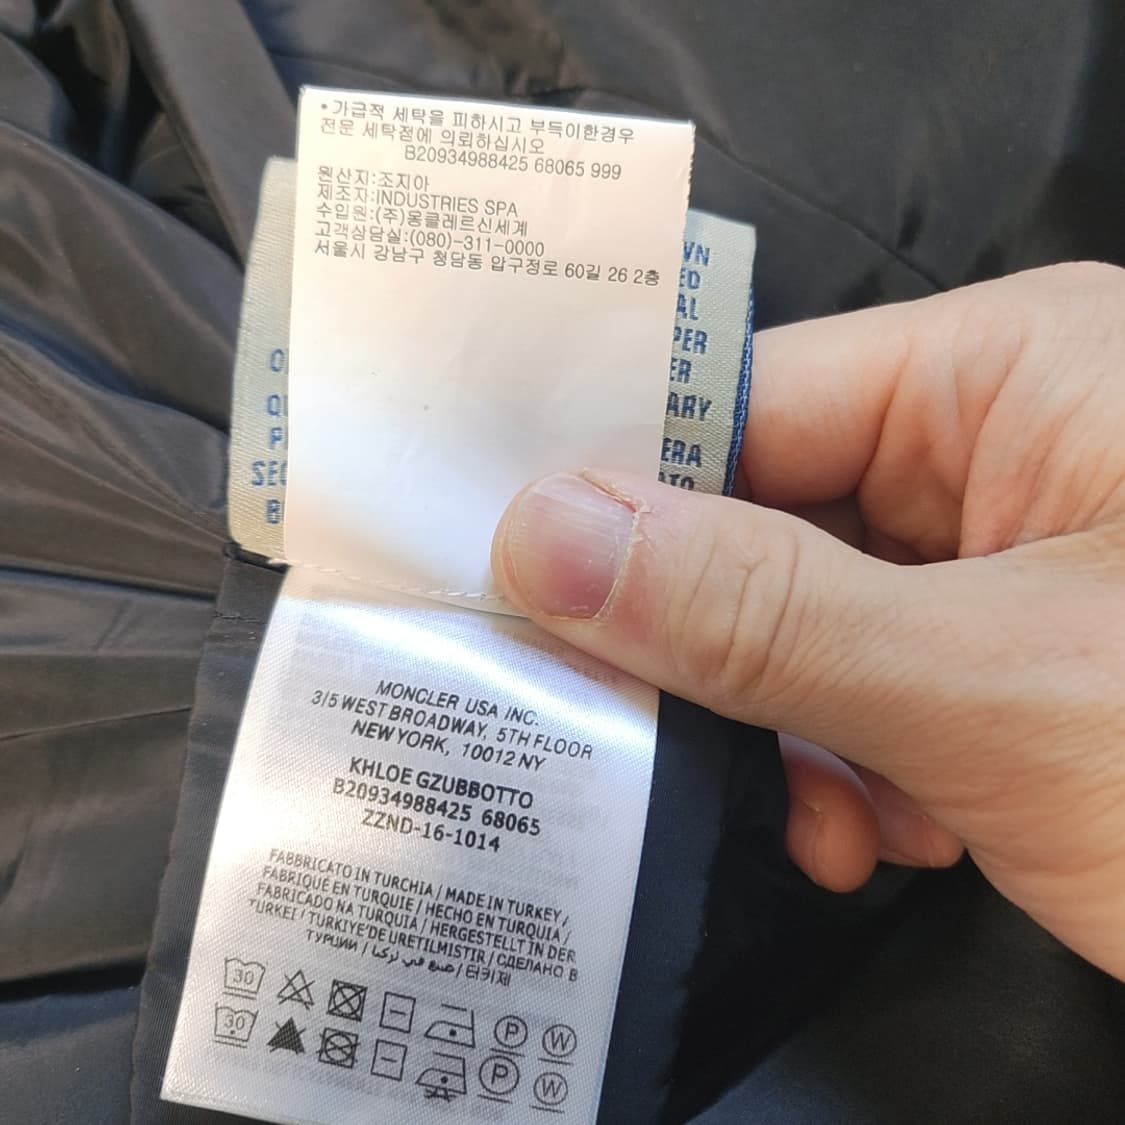 • 가급적 세탁을 피하시고 부득이한경우
전문 세탁점에 의뢰하십시오
B20934988425 68065 999
원산지:조지아
제조자:INDUSTRIES SPA
수입원:(주)몽클레르신세계
고객상담실:(080)-311-0000
서울시 강남구 청담동 압구정로 60길 26 2층
MONCLER USA INC.
3/5 WEST BROADWAY, 5TH FLOOR
NEW YORK, 10012 NY
KHLOE GZUBBOTTO
B20934988425 68065
ZZND-16-1014
FABBRICATO IN TURCHIA / MADE IN TURKEY /
FABRIQUÉ EN TURQUIE / HECHO EN TURQUIA /
FABRICADO NA TURQUIA / HERGESTELLT IN DER
TURKEI / TURKIYE'DE URETILMISTIR / СДЕЛАНО В
ТУРЦИИ / صنع في تركيا / 터키제
30 P W
30 P W